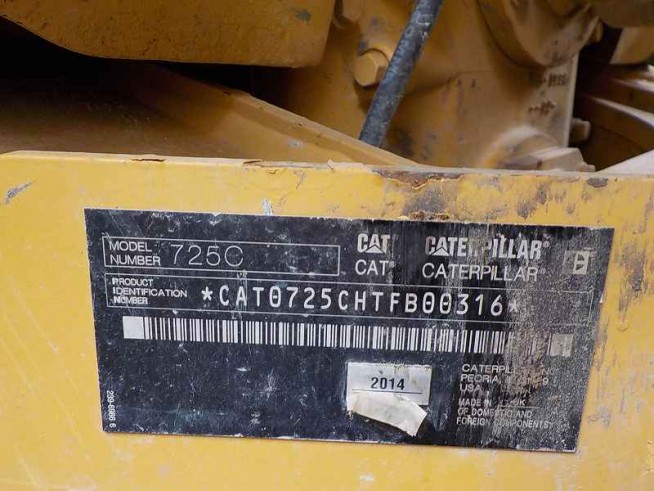 MODEL NUMBER 725C
CAT CATERPILLAR®
CAT® CATERPILLAR
PRODUCT IDENTIFICATION NUMBER *CAT0725CHTFB00316*
2014
CATERPILLAR
PEORIA
USA
MADE IN
OF DOMESTIC AND
FOREIGN COMPONENTS